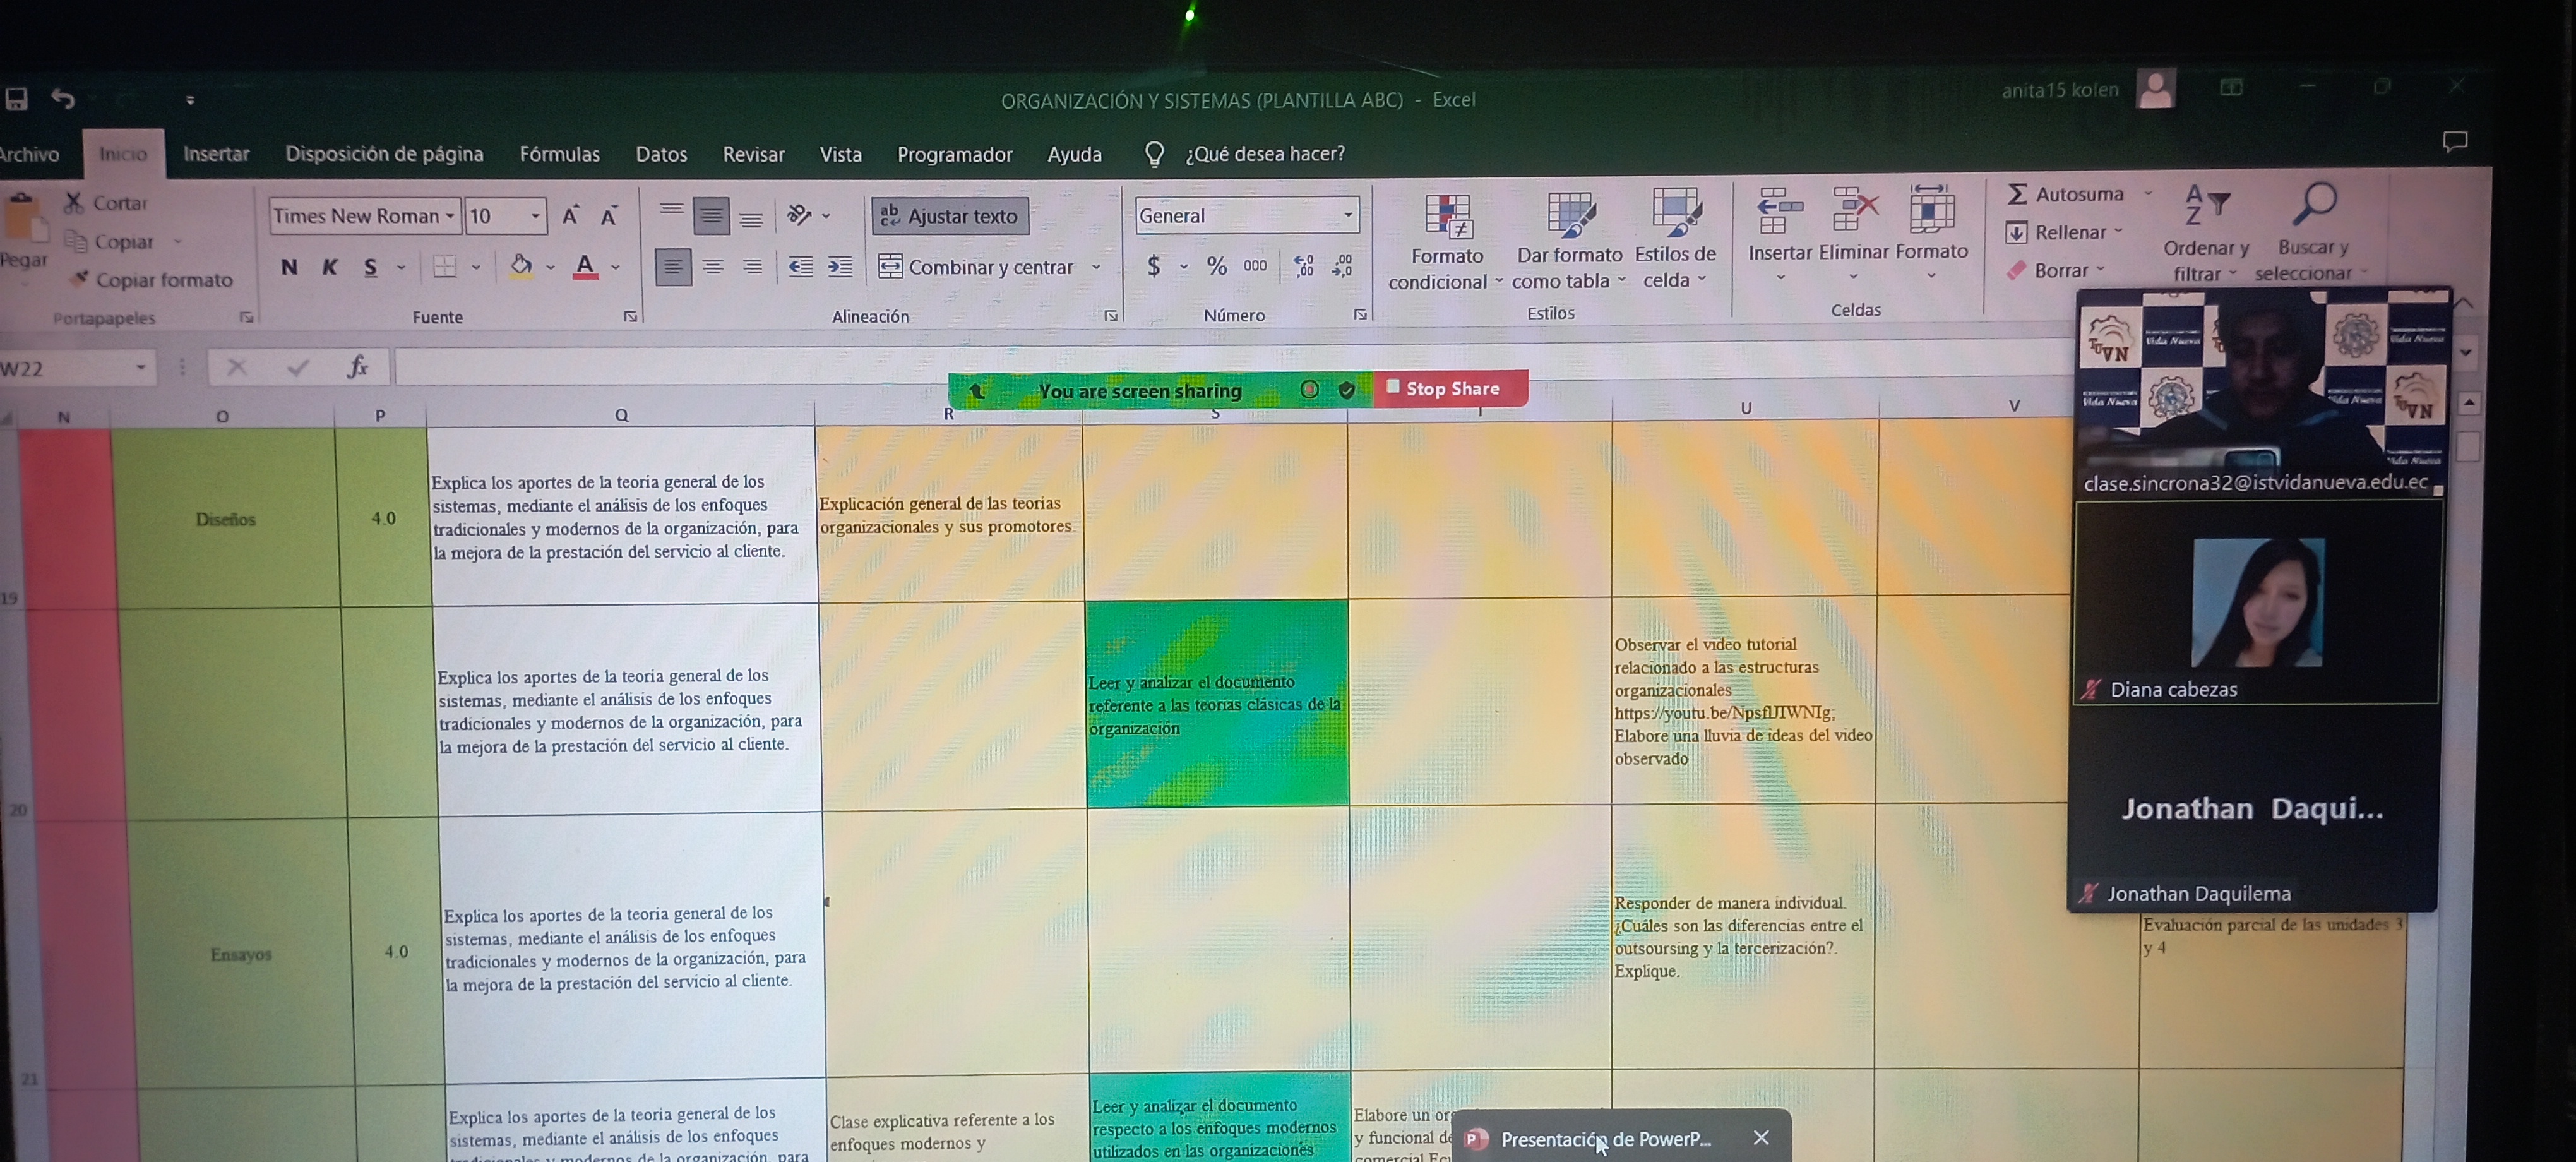 ORGANIZACIÓN Y SISTEMAS (PLANTILLA ABC) - Excel
anita15 kolen
Archivo Inicio Insertar Disposición de página Fórmulas Datos Revisar Vista Programador Ayuda ¿Qué desea hacer?
Pegar
Cortar
Copiar
Copiar formato
Portapapeles
Times New Roman 10
N K S
Fuente
Ajustar texto
Combinar y centrar
Alineación
General
$ % 000
Número
Formato condicional
Dar formato como tabla
Estilos de celda
Estilos
Insertar Eliminar Formato
Celdas
Autosuma
Rellenar
Borrar
Ordenar y filtrar
Buscar y seleccionar
W22
fx
You are screen sharing
Stop Share
N O P Q R S T U V
Diseños
4.0
Explica los aportes de la teoria general de los
sistemas, mediante el análisis de los enfoques
tradicionales y modernos de la organización, para
la mejora de la prestación del servicio al cliente.
Explicación general de las teorias
organizacionales y sus promotores.
19
Explica los aportes de la teoria general de los
sistemas, mediante el análisis de los enfoques
tradicionales y modernos de la organización, para
la mejora de la prestación del servicio al cliente.
Leer y analizar el documento
referente a las teorías clásicas de la
organización
Observar el video tutorial
relacionado a las estructuras
organizacionales
Elabore una lluvia de ideas del video
observado
20
Ensayos
4.0
Explica los aportes de la teoria general de los
sistemas, mediante el análisis de los enfoques
tradicionales y modernos de la organización, para
la mejora de la prestación del servicio al cliente.
Responder de manera individual.
¿Cuáles son las diferencias entre el
outsoursing y la tercerización?.
Explique.
Evaluación parcial de las unidades 3
y 4
21
Explica los aportes de la teoria general de los
sistemas, mediante el análisis de los enfoques
tradicionales y modernos de la organización, para
Clase explicativa referente a los
enfoques modernos y
Leer y analizar el documento
respecto a los enfoques modernos
utilizados en las organizaciones
Elabore un
y funcional
Presentación de PowerP...
Vida Nueva
clase.sincrona32@istvidanueva.edu.ec
Diana cabezas
Jonathan Daqui...
Jonathan Daquilema